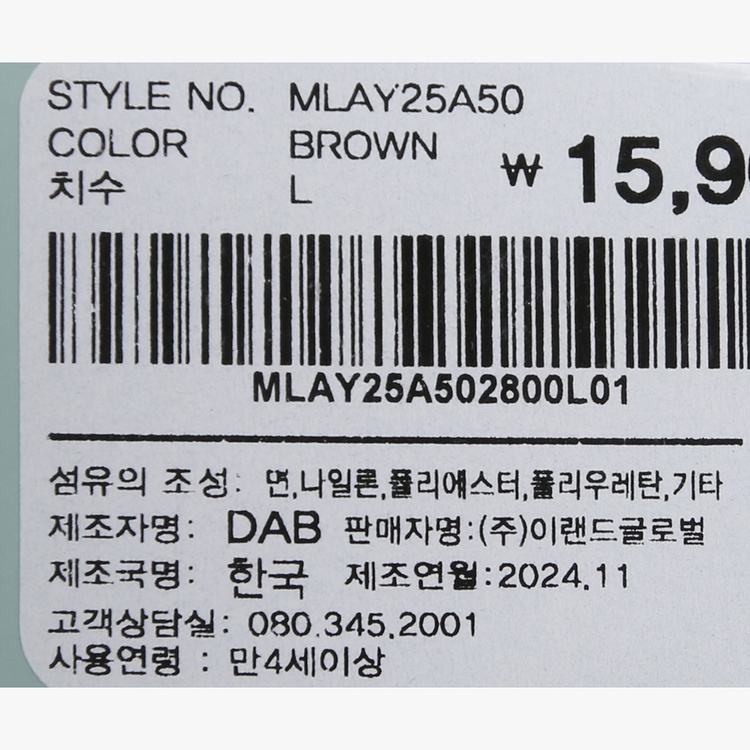 STYLE NO. MLAY25A50
COLOR BROWN
치수 L
₩ 15,9
MLAY25A502800L01
섬유의 조성: 면,나일론,폴리에스터,폴리우레탄,기타
제조자명: DAB 판매자명:(주)이랜드글로벌
제조국명: 한국 제조연월:2024.11
고객상담실: 080.345.2001
사용연령 : 만4세이상